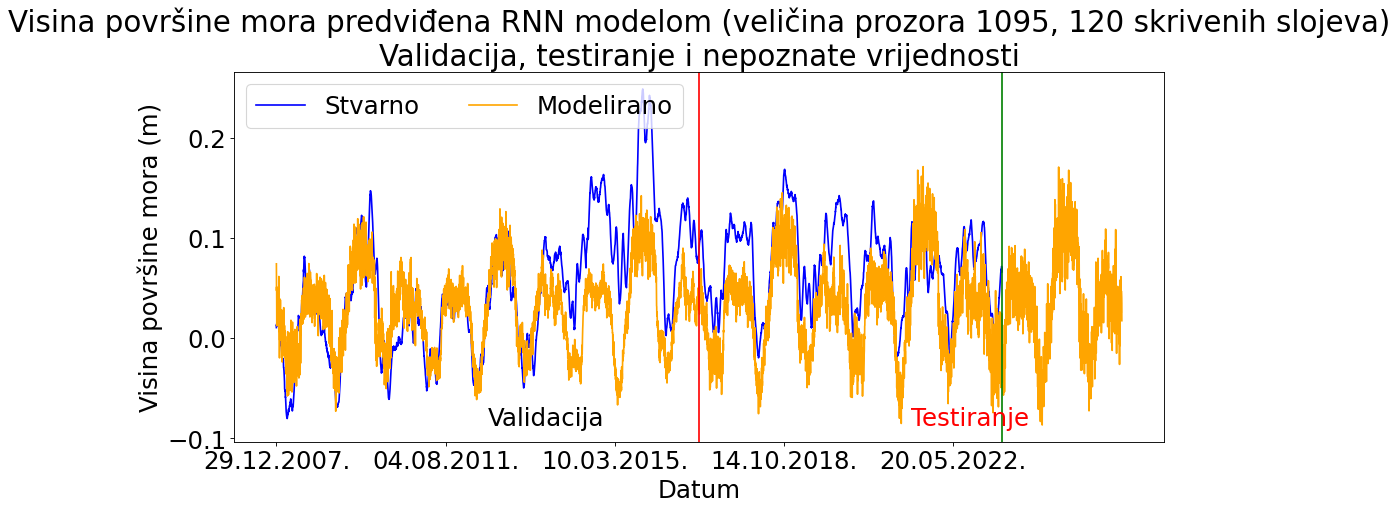 Visina površine mora predviđena RNN modelom (veličina prozora 1095, 120 skrivenih slojeva)
Validacija, testiranje i nepoznate vrijednosti
Stvarno
Modelirano
Visina površine mora (m)
0.2
0.1
0.0
−0.1
Validacija
Testiranje
29.12.2007.
04.08.2011.
10.03.2015.
14.10.2018.
20.05.2022.
Datum